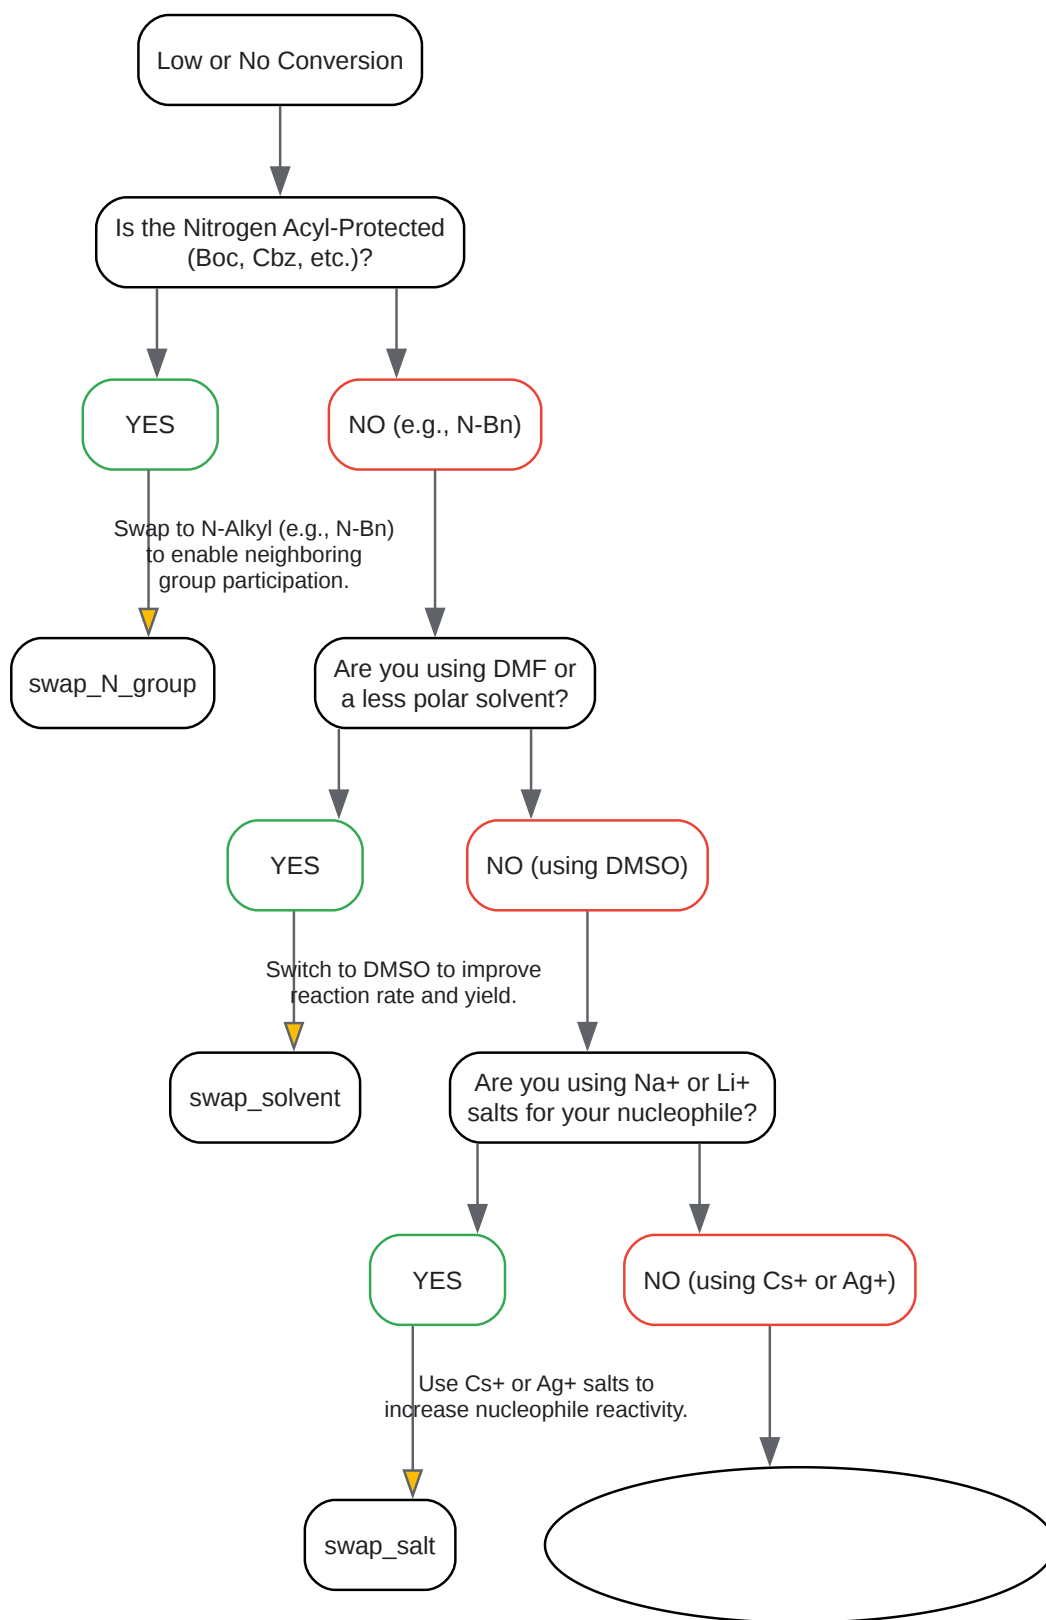 Low or No Conversion
Is the Nitrogen Acyl-Protected
(Boc, Cbz, etc.)?
YES
NO (e.g., N-Bn)
Swap to N-Alkyl (e.g., N-Bn)
to enable neighboring
group participation.
swap_N_group
Are you using DMF or
a less polar solvent?
YES
NO (using DMSO)
Switch to DMSO to improve
reaction rate and yield.
swap_solvent
Are you using Na+ or Li+
salts for your nucleophile?
YES
NO (using Cs+ or Ag+)
Use Cs+ or Ag+ salts to
increase nucleophile reactivity.
swap_salt